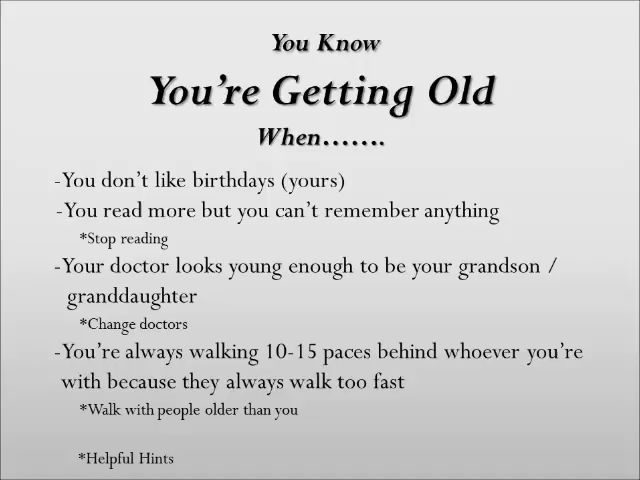 You Know
You're Getting Old
When.......
-You don't like birthdays (yours)
-You read more but you can't remember anything
*Stop reading
-Your doctor looks young enough to be your grandson /
granddaughter
*Change doctors
-You're always walking 10-15 paces behind whoever you're
with because they always walk too fast
*Walk with people older than you
*Helpful Hints